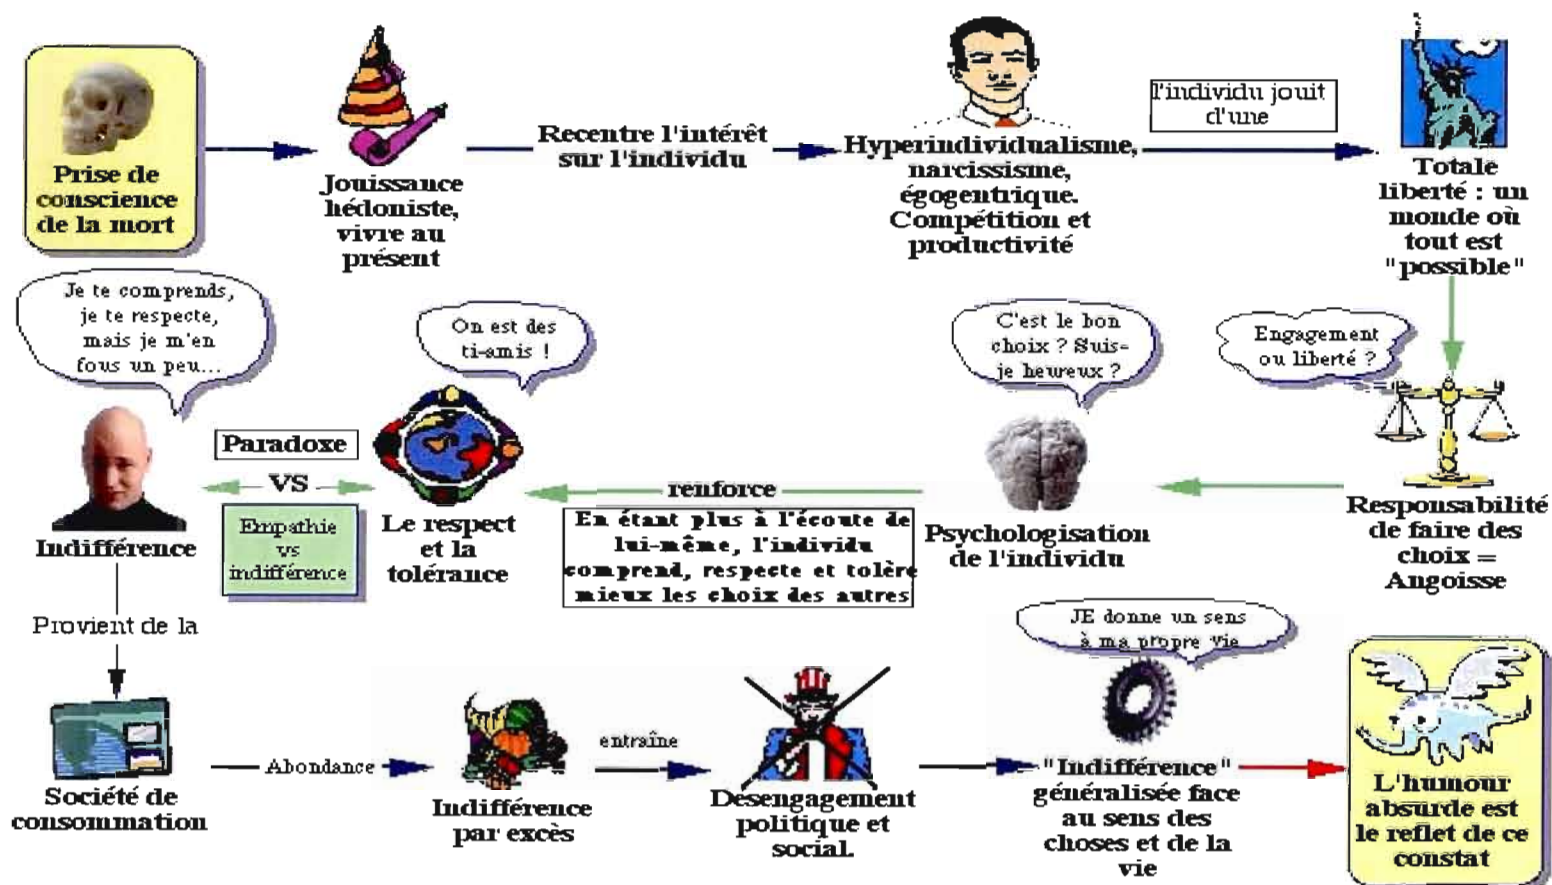 Prise de
conscience
de la mort
Jouissance
hédoniste,
vivre au
présent
Recentre l'intérêt
sur l'individu
Hyperindividualisme,
narcissisme,
égogentrique.
Compétition et
productivité
l'individu jouit
d'une
Totale
liberté : un
monde où
tout est
"possible"
Engagement
ou liberté ?
Responsabilité
de faire des
choix =
Angoisse
C'est le bon
choix ? Suis-
je heureux ?
Psychologisation
de l'individu
renforce
En étant plus à l'écoute de
lui-même, l'individu
comprend, respecte et tolère
mieux les choix des autres
On est des
ti-amis !
Le respect
et la
tolérance
Paradoxe
VS
Empathie
vs
indifférence
Je te comprends,
je te respecte,
mais je m'en
fous un peu...
Indifférence
Provient de la
Société de
consommation
Abondance
Indifférence
par excès
entraîne
Desengagement
politique et
social.
JE donne un sens
à ma propre vie
"Indifférence"
généralisée face
au sens des
choses et de la
vie
L'humour
absurde est
le reflet de ce
constat